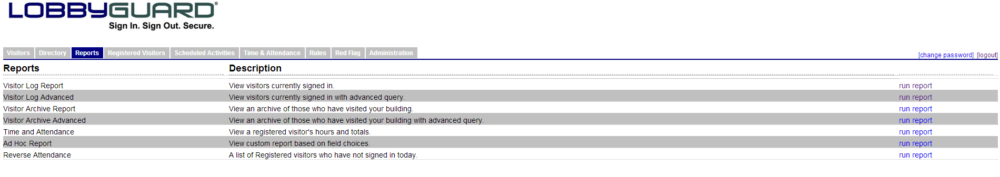 LOBBYGUARD®
Sign In. Sign Out. Secure.
Visitors Directory Reports Registered Visitors Scheduled Activities Time & Attendance Rules Red Flag Administration [change password] [logout]
Reports Description
Visitor Log Report View visitors currently signed in. run report
Visitor Log Advanced View visitors currently signed in with advanced query. run report
Visitor Archive Report View an archive of those who have visited your building. run report
Visitor Archive Advanced View an archive of those who have visited your building with advanced query. run report
Time and Attendance View a registered visitor's hours and totals. run report
Ad Hoc Report View custom report based on field choices. run report
Reverse Attendance A list of Registered visitors who have not signed in today. run report